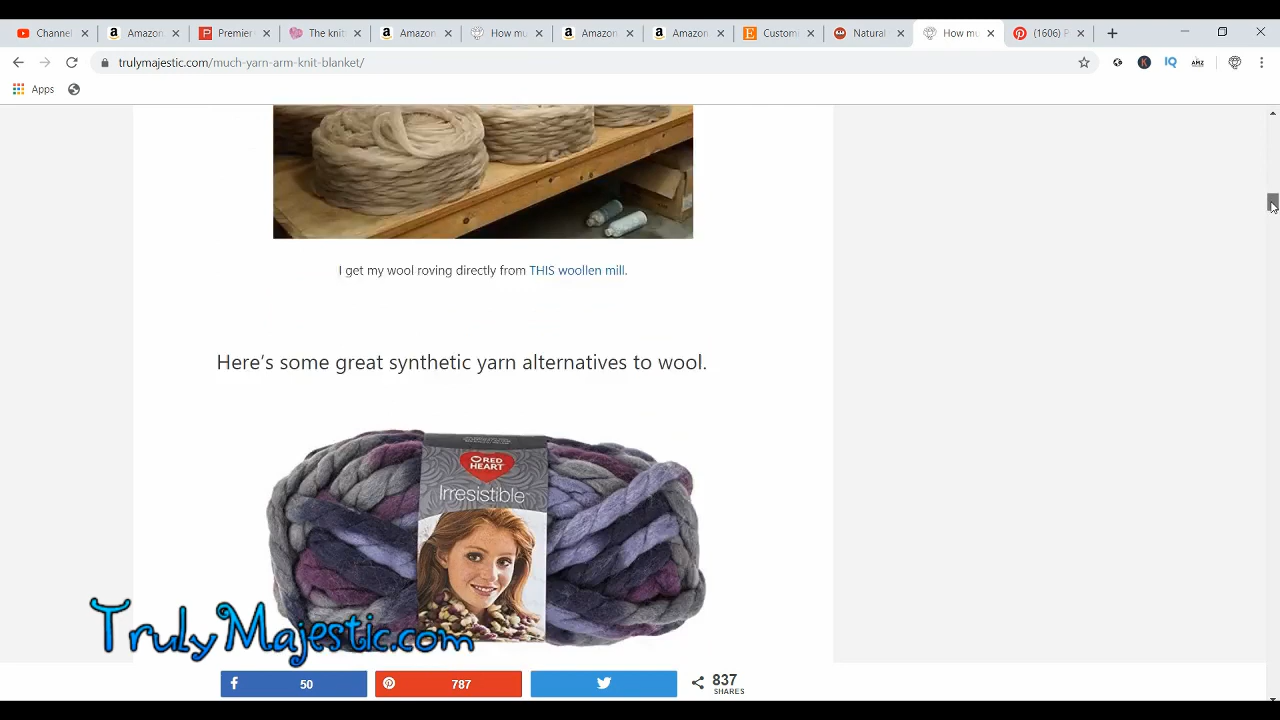 Channel
Amazon
Premier
The knit
Amazon
How mu
Amazon
Amazon
Custom
Natural
How mu
(1606) P
trulymajestic.com/much-yarn-arm-knit-blanket/
IQ
Apps
I get my wool roving directly from THIS woollen mill.
Here's some great synthetic yarn alternatives to wool.
RED
HEART
Irresistible
TrulyMajestic.com
50
787
837
SHARES